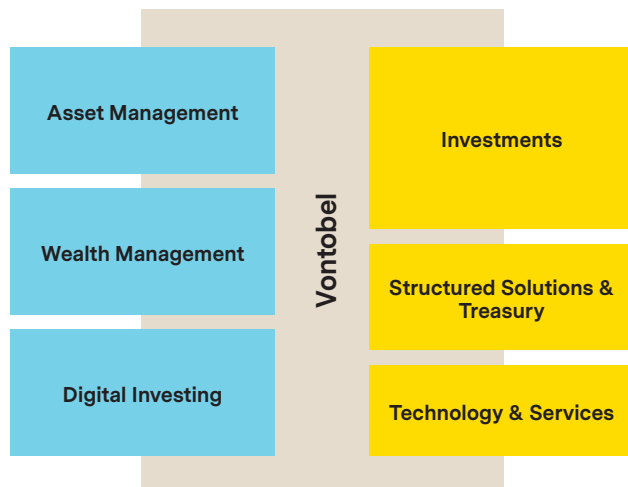 Asset Management
Wealth Management
Digital Investing
Vontobel
Investments
Structured Solutions &
Treasury
Technology & Services